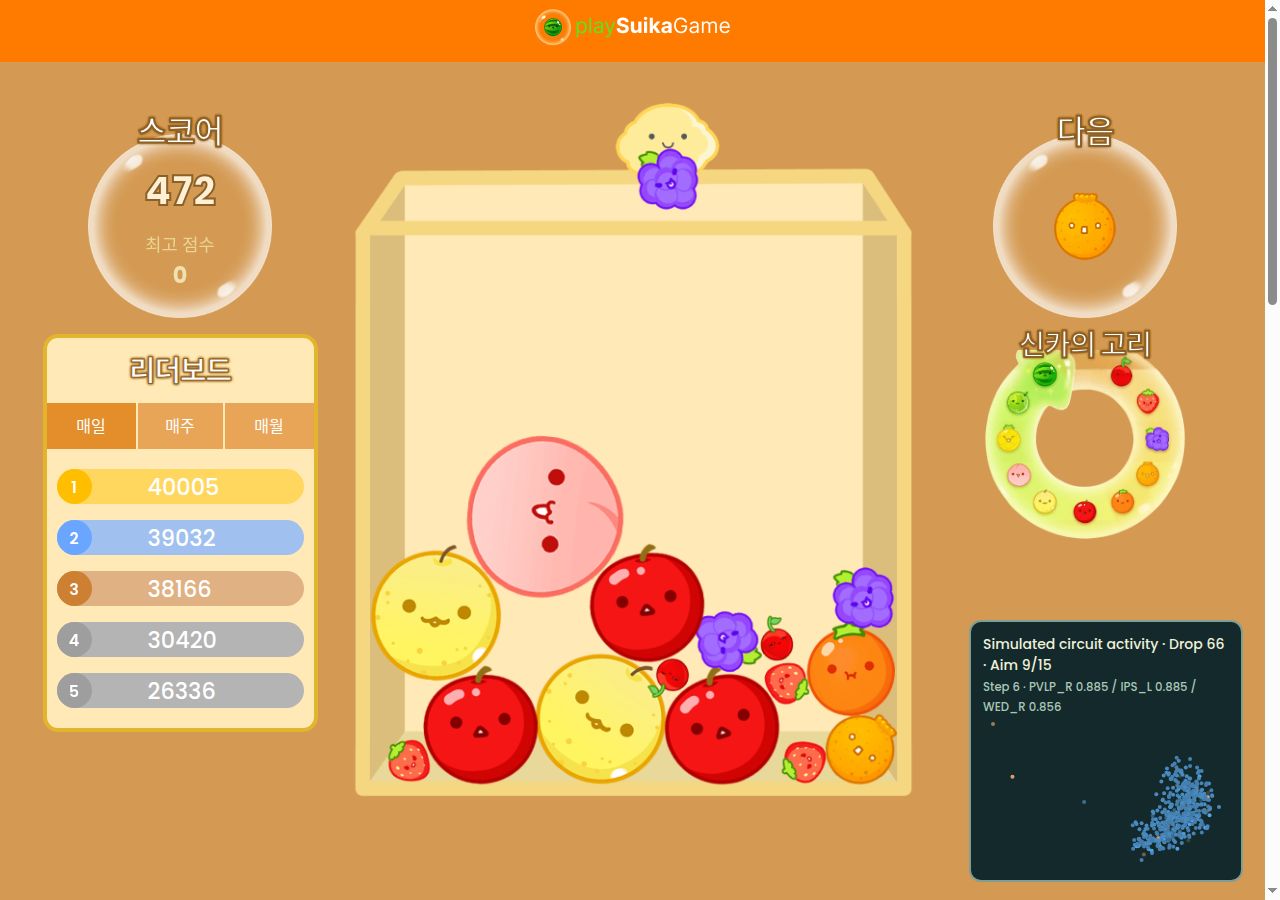 playSuikaGame
스코어
472
최고 점수
0
리더보드
매일 매주 매월
1 40005
2 39032
3 38166
4 30420
5 26336
다음
신카의 고리
Simulated circuit activity · Drop 66
· Aim 9/15
Step 6 · PVLP_R 0.885 / IPS_L 0.885 /
WED_R 0.856